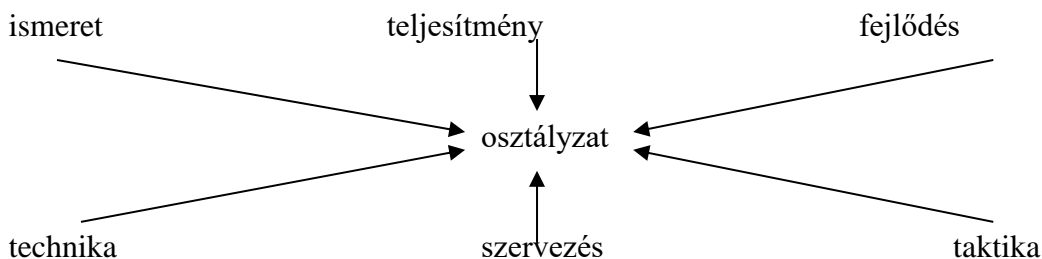 ismeret teljesítmény fejlődés
osztályzat
technika szervezés taktika